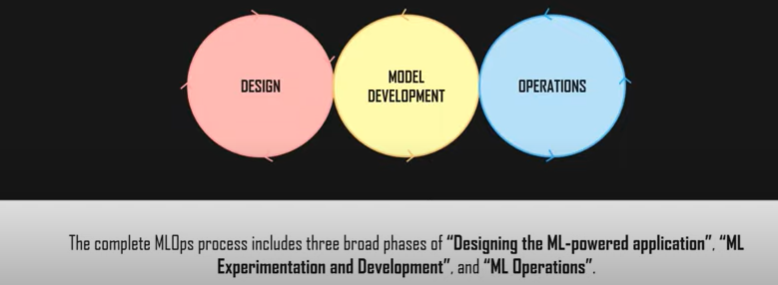 DESIGN
MODEL
DEVELOPMENT
OPERATIONS
The complete MLOps process includes three broad phases of “Designing the ML-powered application”, “ML
Experimentation and Development”, and “ML Operations”.